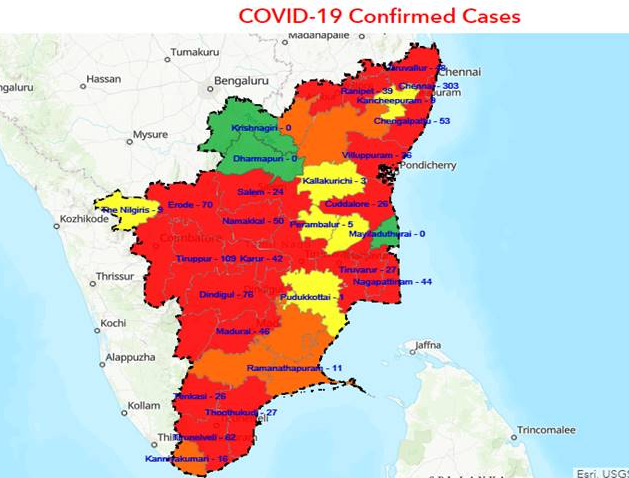 COVID-19 Confirmed Cases
Madanapalle
Tumakuru
Chennai
Hassan
Bengaluru
Chennai - 303
Ranipet - 39
Kancheepuram - 9
Chengalpattu - 53
Krishnagiri - 0
Mysure
Dharmapuri - 0
Villuppuram -
Pondicherry
Kallakurichi - 3
Salem - 24
The Nilgiris - 9
Erode - 70
Cuddalore - 26
Kozhikode
Namakkal - 50
Perambalur - 5
Mayiladuthurai - 0
Tiruppur - 109
Karur - 42
Thrissur
Tiruvarur - 27
Nagapattinam - 44
Dindigul -
Pudukkottai - 1
Kochi
Madurai - 46
Jaffna
Alappuzha
Ramanathapuram - 11
Tenkasi - 26
Kollam
Thoothukudi - 27
Trincomalee
Tirunelveli - 62
Kanniyakumari - 16
Esri, USGS